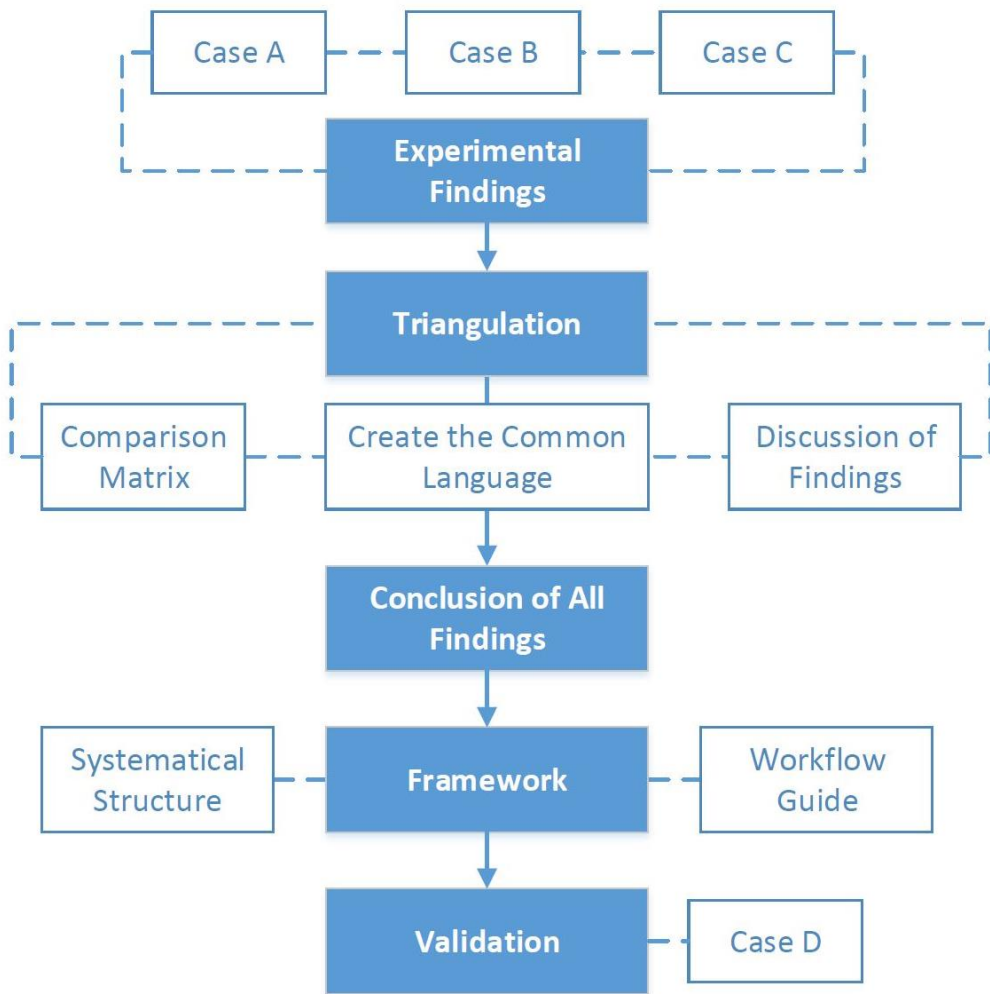 Case A
Case B
Case C
Experimental
Findings
Triangulation
Comparison
Matrix
Create the Common
Language
Discussion of
Findings
Conclusion of All
Findings
Systematical
Structure
Framework
Workflow
Guide
Validation
Case D